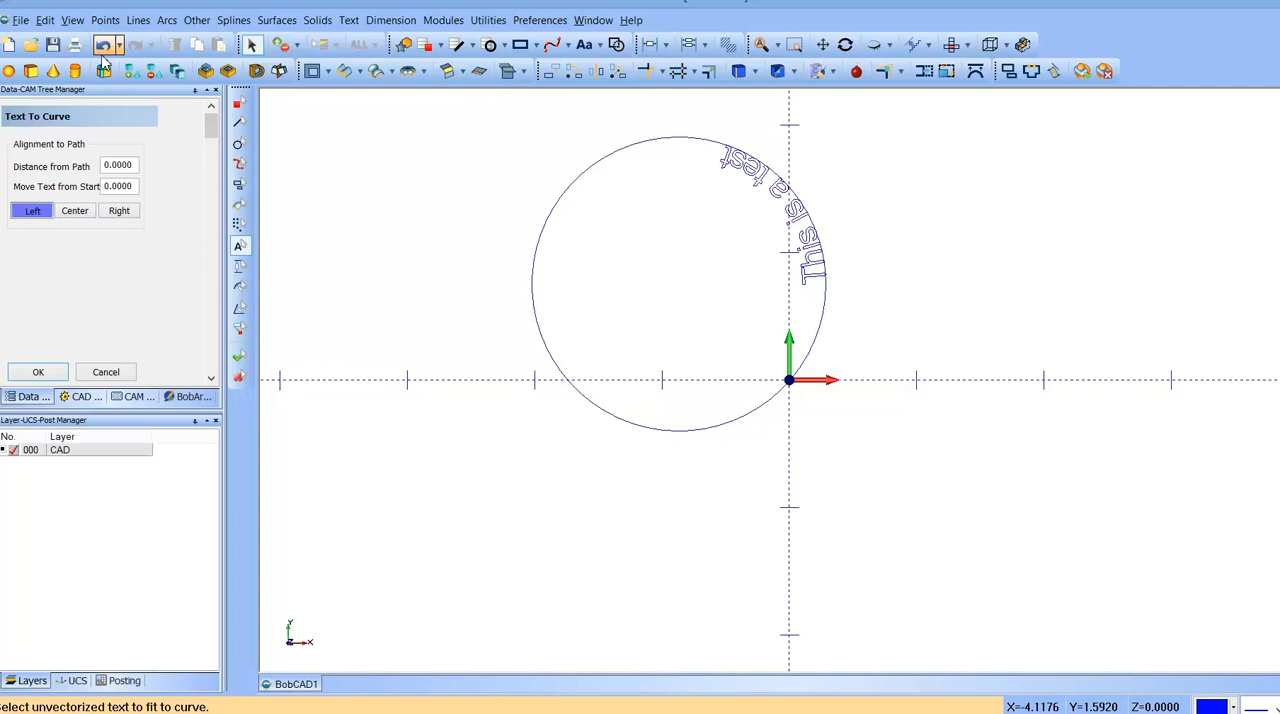 File Edit View Points Lines Arcs Other Splines Surfaces Solids Text Dimension Modules Utilities Preferences Window Help
ALL
Aa
Data-CAM Tree Manager
Text To Curve
Alignment to Path
Distance from Path 0.0000
Move Text from Start 0.0000
Left Center Right
OK Cancel
Data ... CAD ... CAM ... BobAr...
Layer-UCS-Post Manager
No. Layer
000 CAD
Layers UCS Posting
This is a test
Y
Z X
BobCAD1
Select unvectorized text to fit to curve.
X=-4.1176 Y=1.5920 Z=0.0000